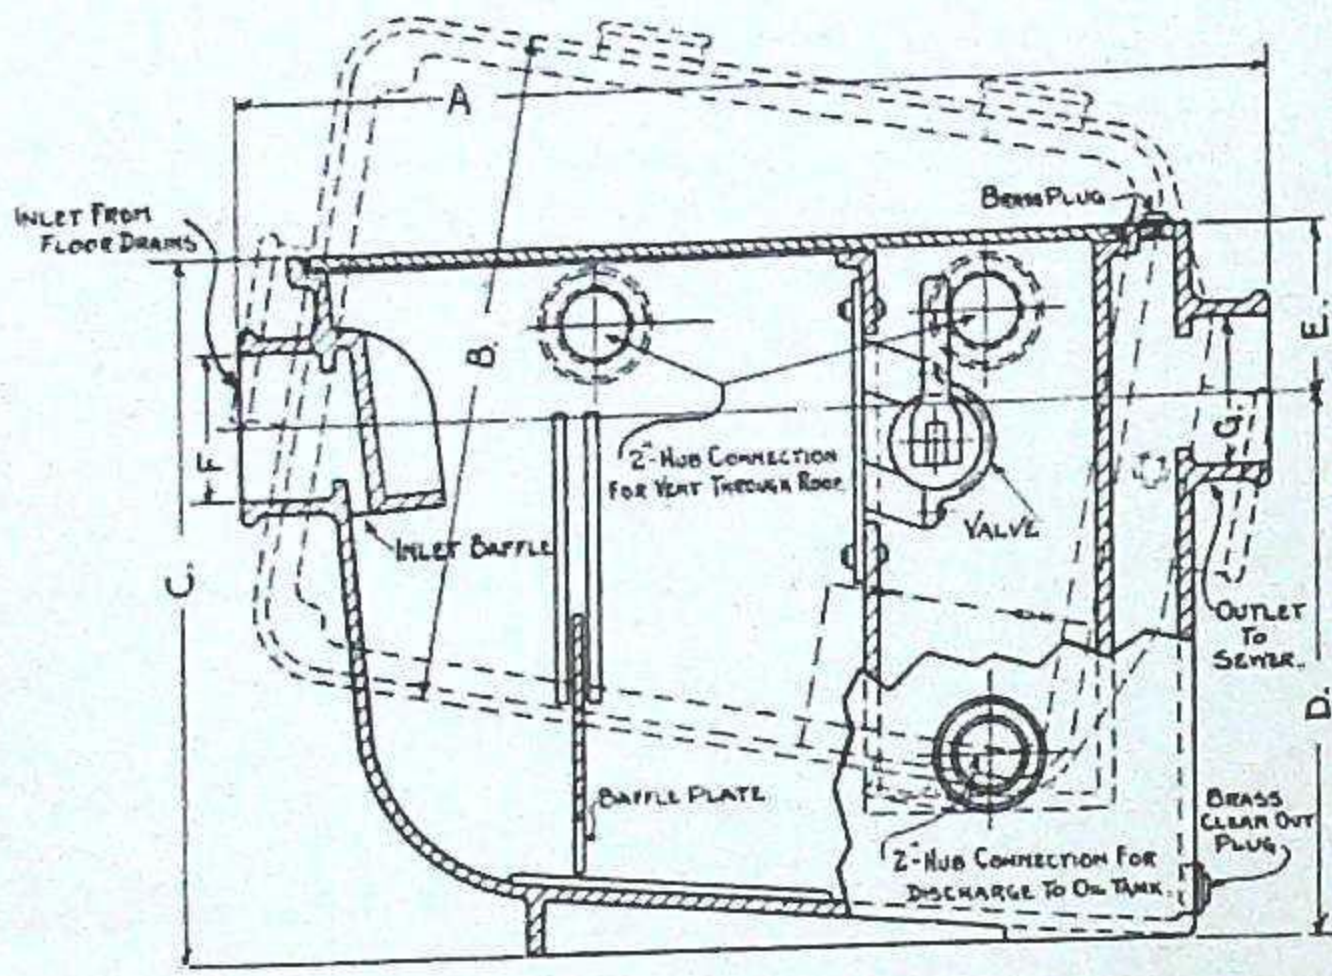 A
BRASS PLUG
INLET FROM
FLOOR DRAINS
E.
B.
G.
F
2"-HUB CONNECTION
FOR VENT THROUGH ROOF
VALVE
INLET BAFFLE
C.
OUTLET
TO
SEWER.
D.
BAFFLE PLATE
BRASS
CLEAN OUT
PLUG
2"-HUB CONNECTION FOR
DISCHARGE TO OIL TANK.